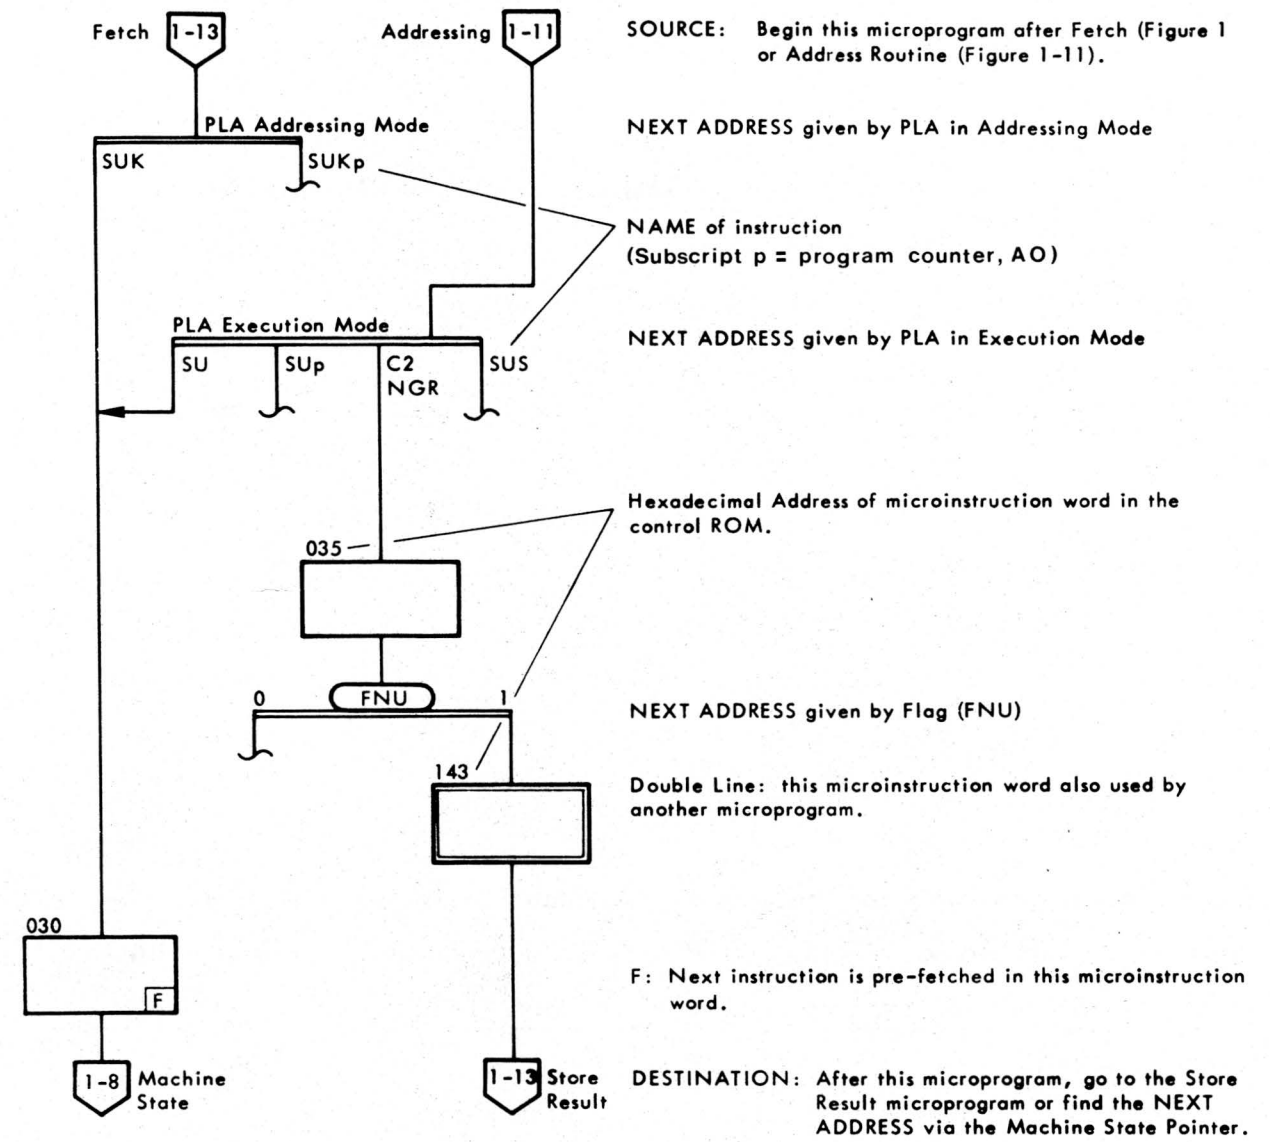 Fetch 1-13 Addressing 1-11 SOURCE: Begin this microprogram after Fetch (Figure 1
or Address Routine (Figure 1-11).
PLA Addressing Mode NEXT ADDRESS given by PLA in Addressing Mode
SUK SUKp
NAME of instruction
(Subscript p = program counter, AO)
PLA Execution Mode NEXT ADDRESS given by PLA in Execution Mode
SU SUp C2 SUS
NGR
Hexadecimal Address of microinstruction word in the
control ROM.
035
0 FNU 1 NEXT ADDRESS given by Flag (FNU)
143 Double Line: this microinstruction word also used by
another microprogram.
030
F F: Next instruction is pre-fetched in this microinstruction
word.
1-8 Machine 1-13 Store DESTINATION: After this microprogram, go to the Store
State Result Result microprogram or find the NEXT
ADDRESS via the Machine State Pointer.